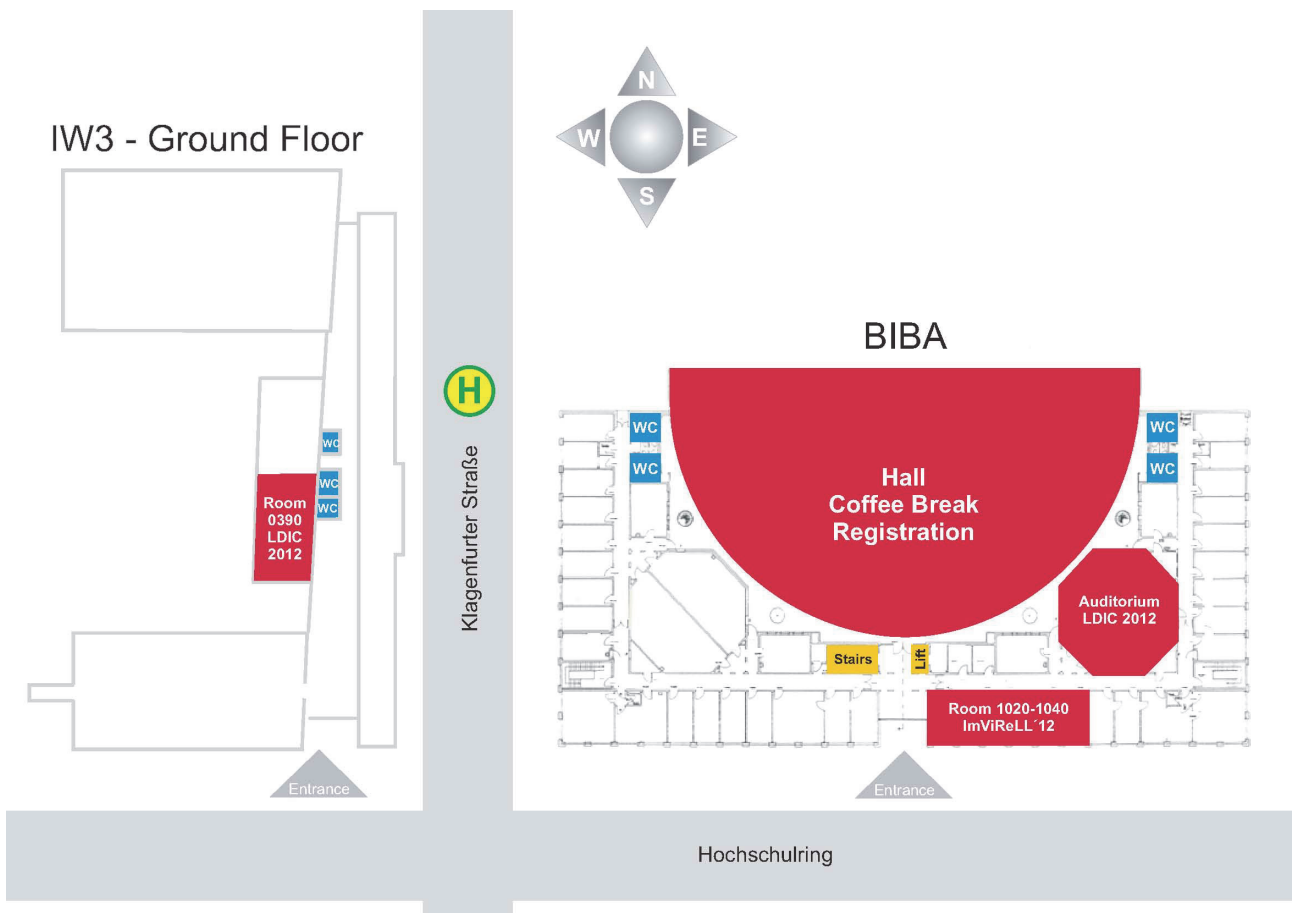 N
W
E
S
IW3 - Ground Floor
BIBA
H
Klagenfurter Straße
WC
WC
WC
Room
0390
LDIC
2012
WC
WC
WC
WC
Hall
Coffee Break
Registration
Auditorium
LDIC 2012
Stairs
Lift
Room 1020-1040
ImViReLL´12
Entrance
Entrance
Hochschulring